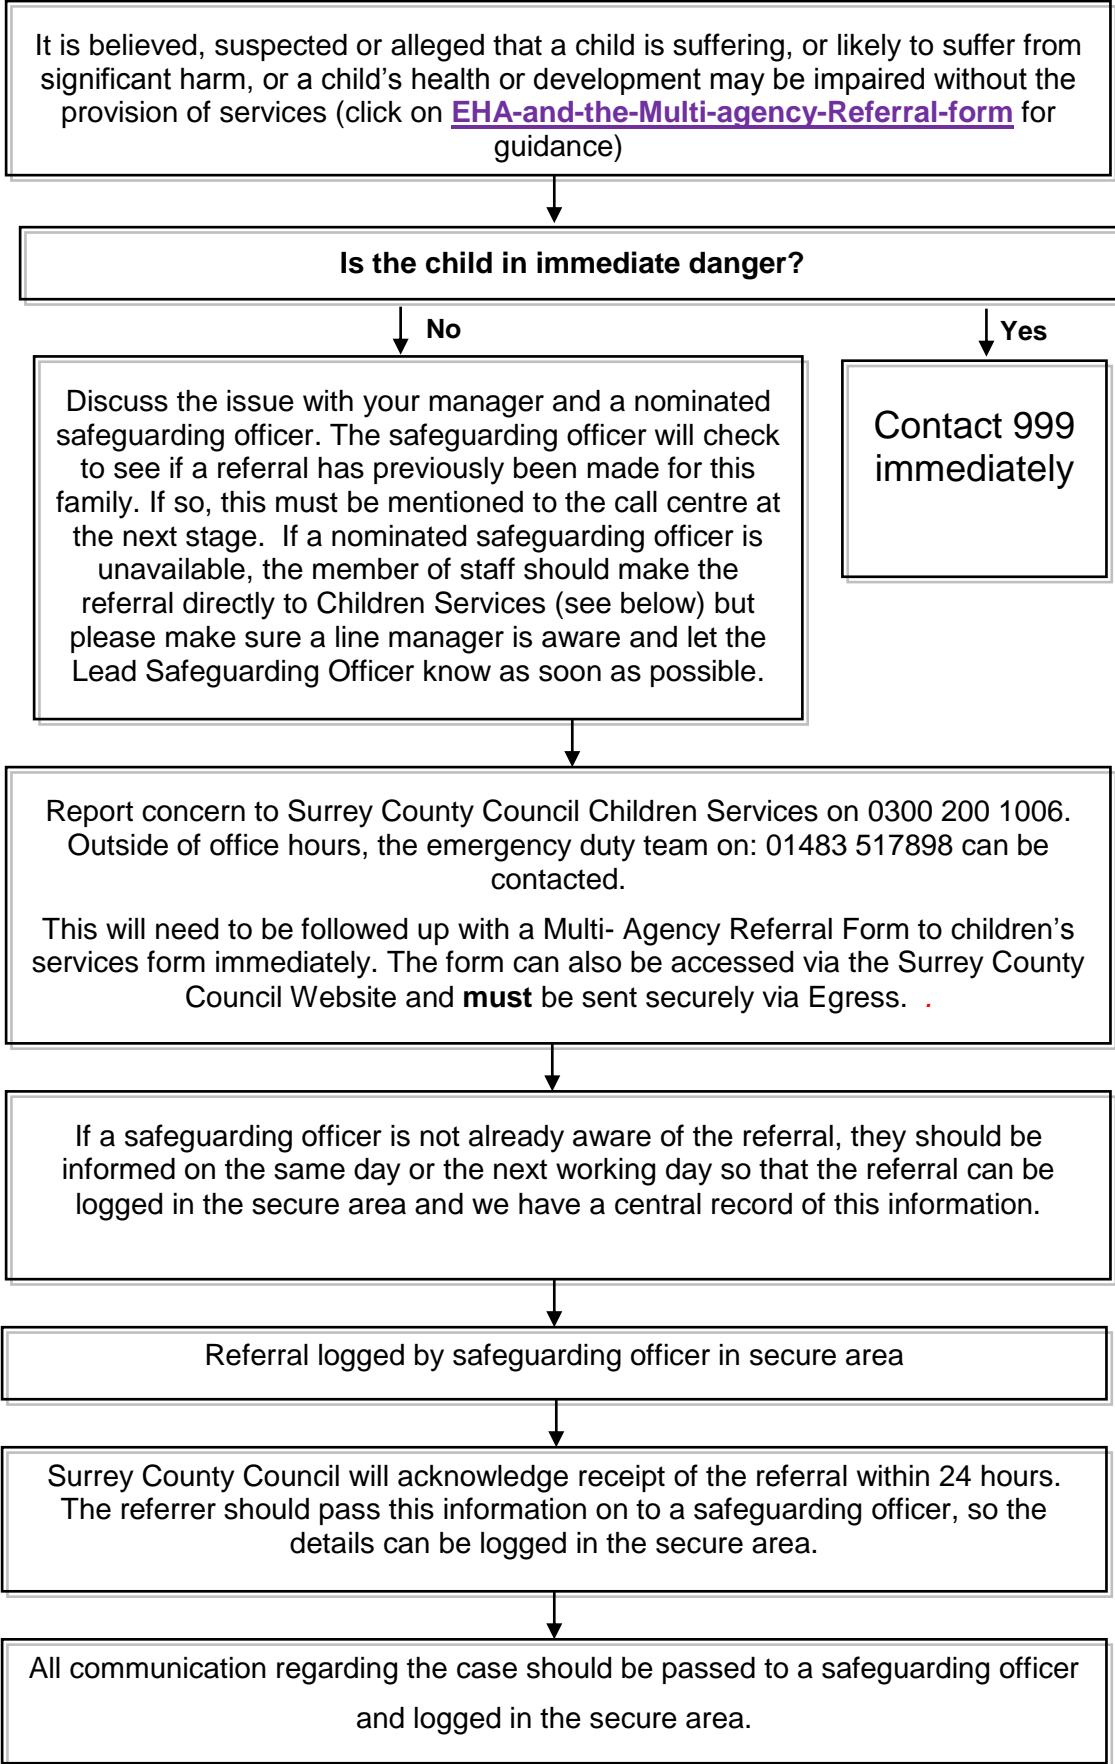 It is believed, suspected or alleged that a child is suffering, or likely to suffer from
significant harm, or a child's health or development may be impaired without the
provision of services (click on EHA-and-the-Multi-agency-Referral-form for
guidance)
Is the child in immediate danger?
No
Yes
Discuss the issue with your manager and a nominated
safeguarding officer. The safeguarding officer will check
to see if a referral has previously been made for this
family. If so, this must be mentioned to the call centre at
the next stage.  If a nominated safeguarding officer is
unavailable, the member of staff should make the
referral directly to Children Services (see below) but
please make sure a line manager is aware and let the
Lead Safeguarding Officer know as soon as possible.
Contact 999
immediately
Report concern to Surrey County Council Children Services on 0300 200 1006.
Outside of office hours, the emergency duty team on: 01483 517898 can be
contacted.
This will need to be followed up with a Multi- Agency Referral Form to children's
services form immediately. The form can also be accessed via the Surrey County
Council Website and must be sent securely via Egress.  .
If a safeguarding officer is not already aware of the referral, they should be
informed on the same day or the next working day so that the referral can be
logged in the secure area and we have a central record of this information.
Referral logged by safeguarding officer in secure area
Surrey County Council will acknowledge receipt of the referral within 24 hours.
The referrer should pass this information on to a safeguarding officer, so the
details can be logged in the secure area.
All communication regarding the case should be passed to a safeguarding officer
and logged in the secure area.